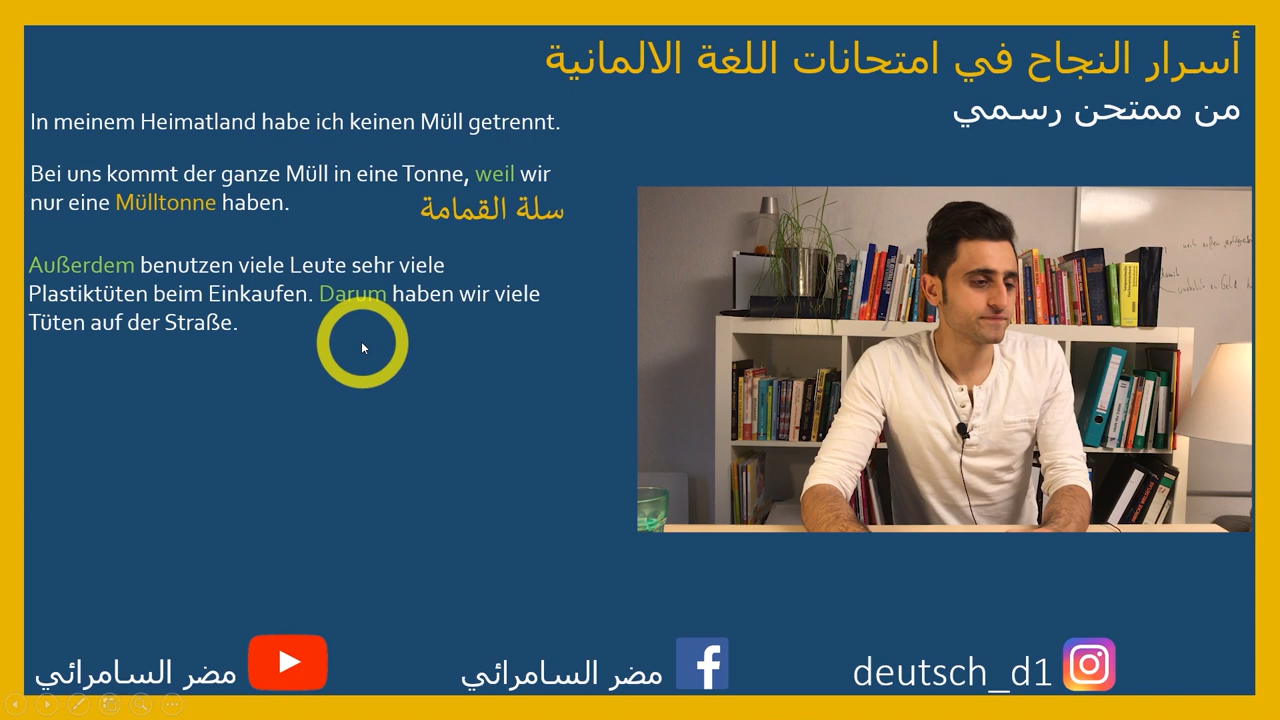 أسرار النجاح في امتحانات اللغة الالمانية
من ممتحن رسمي
In meinem Heimatland habe ich keinen Müll getrennt.
Bei uns kommt der ganze Müll in eine Tonne, weil wir
nur eine Mülltonne haben.
سلة القمامة
Außerdem benutzen viele Leute sehr viele
Plastiktüten beim Einkaufen. Darum haben wir viele
Tüten auf der Straße.
مضر السامرائي
مضر السامرائي
deutsch_d1